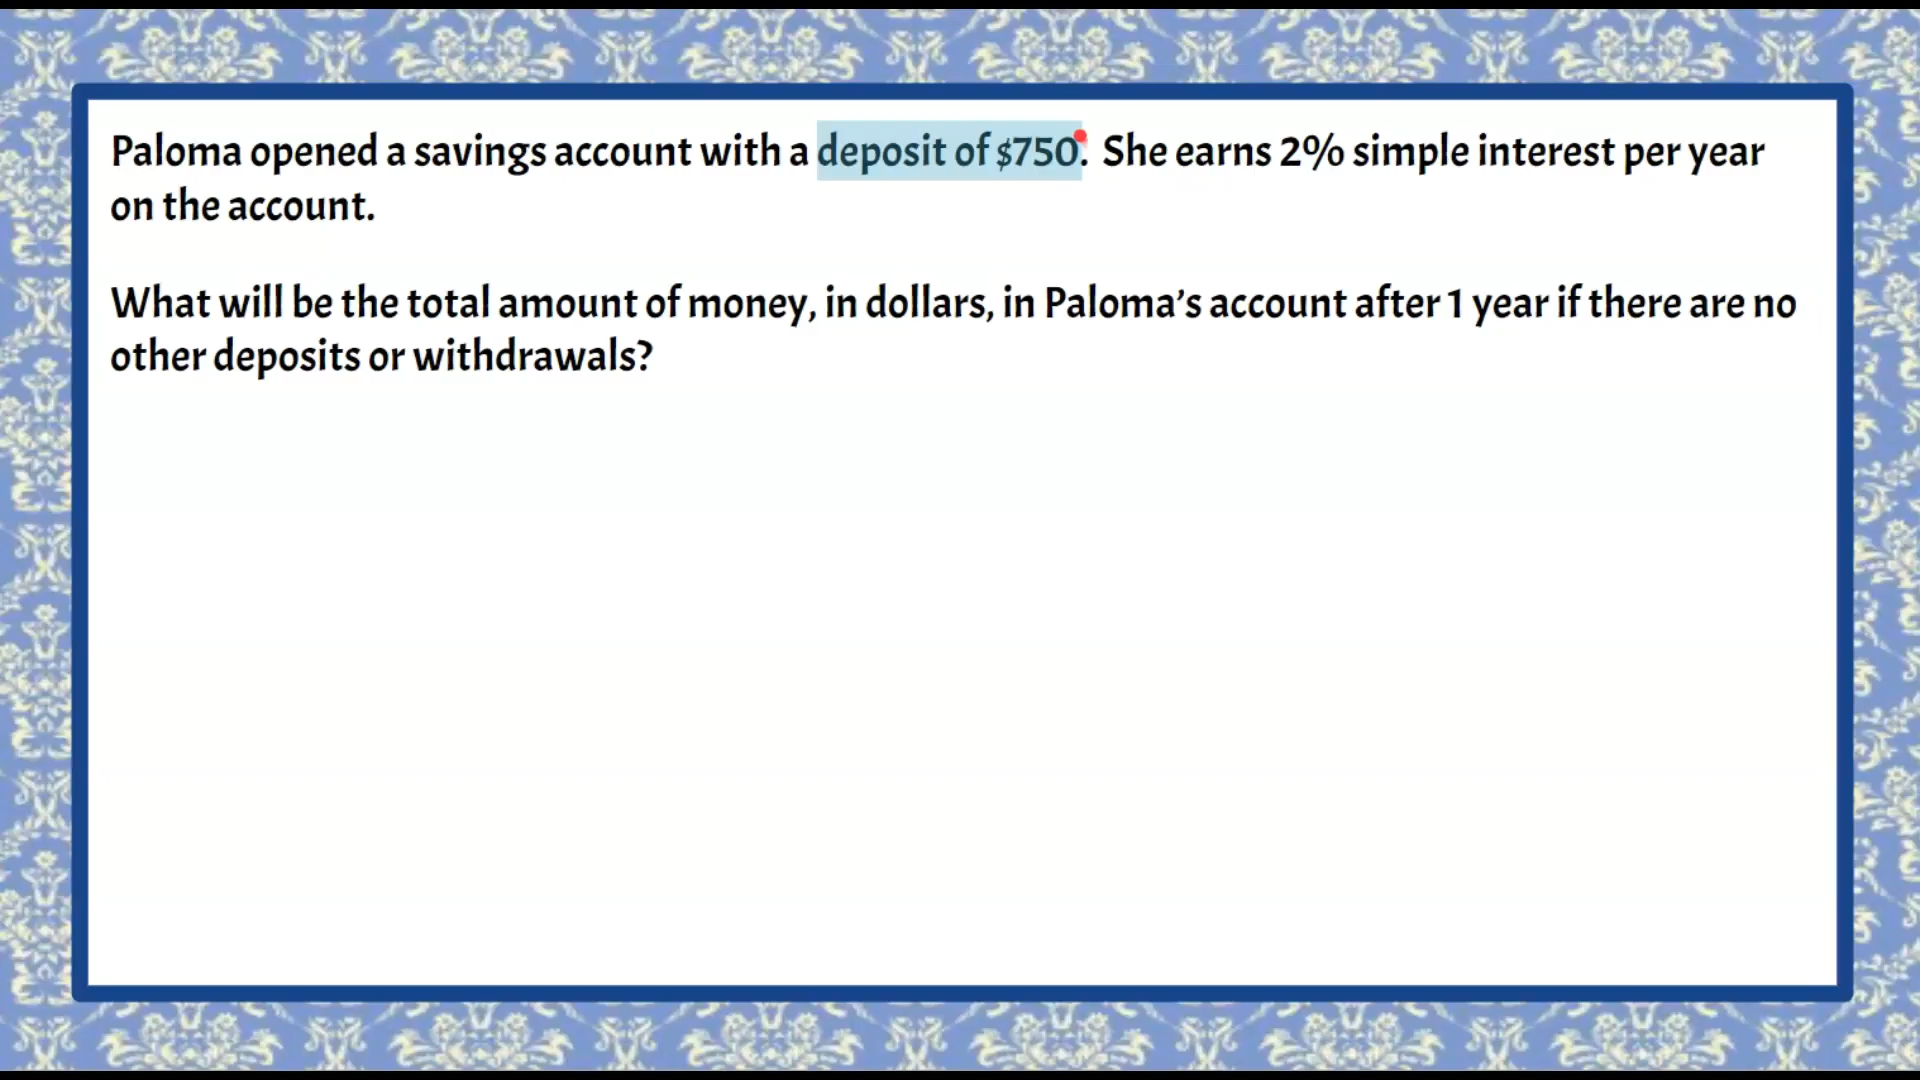 Paloma opened a savings account with a deposit of $750.  She earns 2% simple interest per year
on the account.
What will be the total amount of money, in dollars, in Paloma’s account after 1 year if there are no
other deposits or withdrawals?